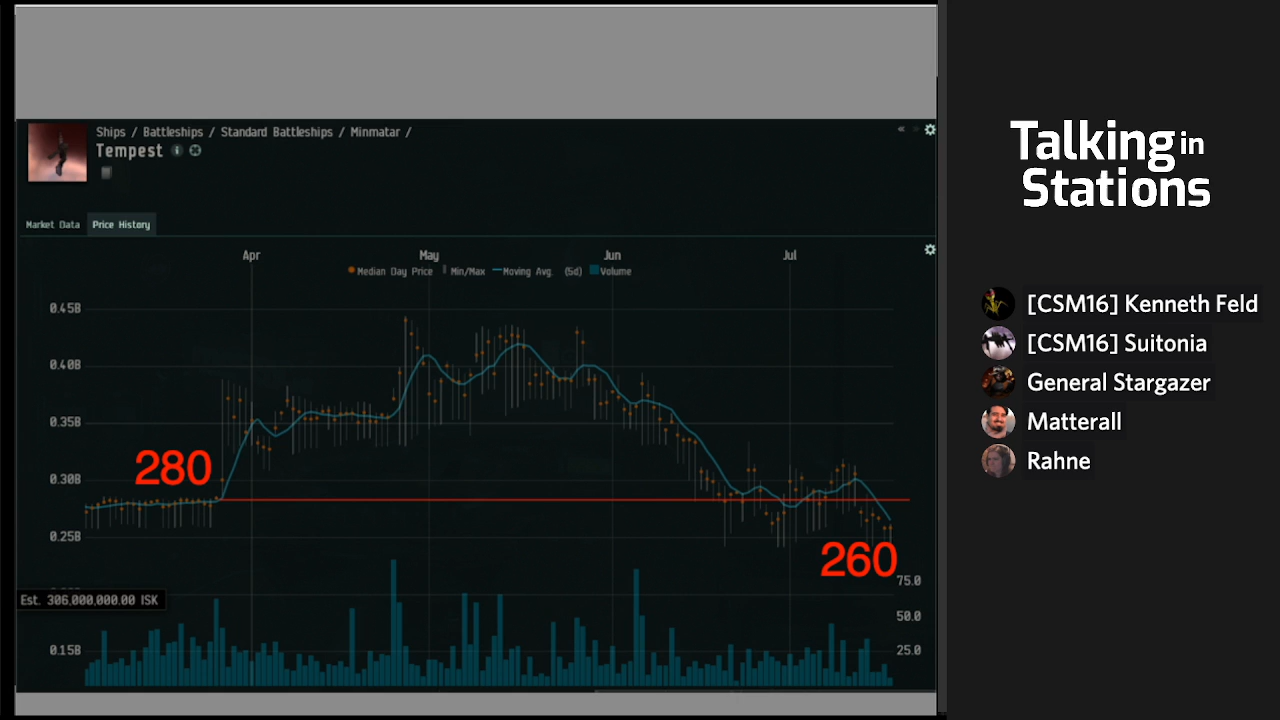 Ships / Battleships / Standard Battleships / Minmatar /
Tempest
Market Data Price History
Apr May Jun Jul
Median Day Price Min/Max Moving Avg. (5d) Volume
0.45B
0.40B
0.35B
280
0.30B
0.25B
260
75.0
Est. 306,000,000.00 ISK
50.0
0.15B
25.0
Talking in
Stations
[CSM16] Kenneth Feld
[CSM16] Suitonia
General Stargazer
Matterall
Rahne